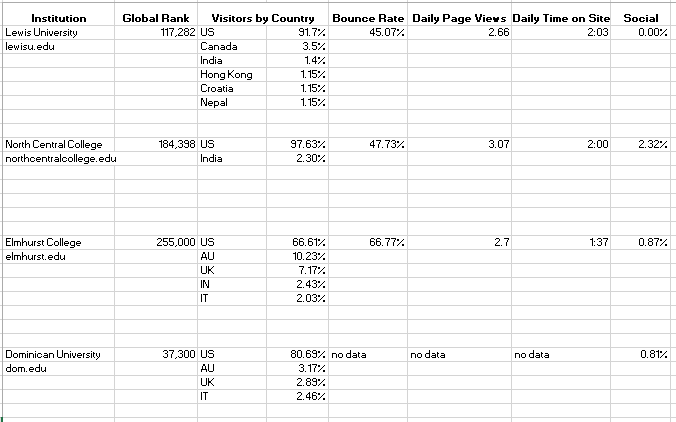 Institution Global Rank Visitors by Country Bounce Rate Daily Page Views Daily Time on Site Social
Lewis University 117,282 US 91.7% 45.07% 2.66 2:03 0.00%
lewisu.edu Canada 3.5%
India 1.4%
Hong Kong 1.15%
Croatia 1.15%
Nepal 1.15%
North Central College 184,398 US 97.63% 47.73% 3.07 2:00 2.32%
northcentralcollege.edu India 2.30%
Elmhurst College 255,000 US 66.61% 66.77% 2.7 1:37 0.87%
elmhurst.edu AU 10.23%
UK 7.17%
IN 2.43%
IT 2.03%
Dominican University 37,300 US 80.69% no data no data no data 0.81%
dom.edu AU 3.17%
UK 2.89%
IT 2.46%